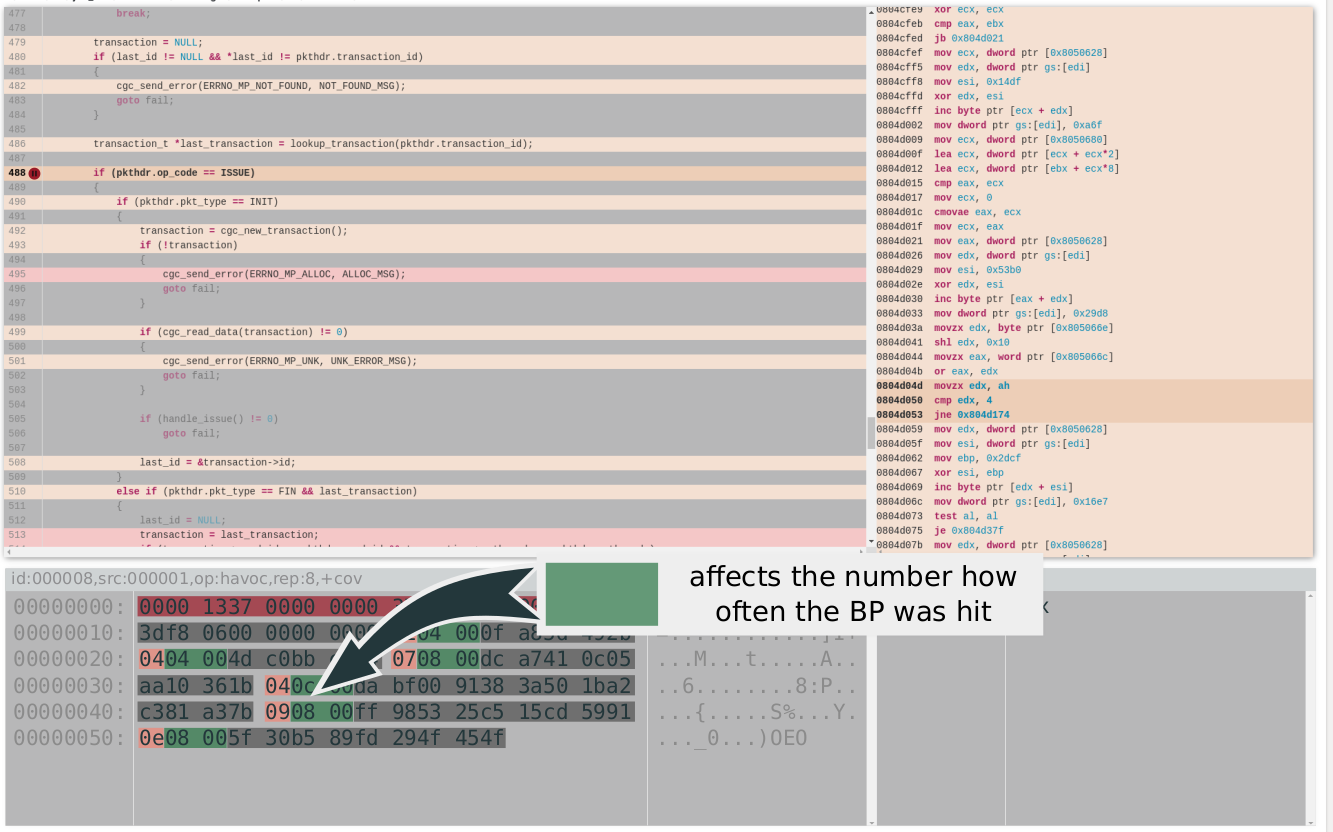 477 break;
478
479 transaction = NULL;
480 if (last_id != NULL && *last_id != pkthdr.transaction_id)
481 {
482 cgc_send_error(ERRNO_MP_NOT_FOUND, NOT_FOUND_MSG);
483 goto fail;
484 }
485
486 transaction_t *last_transaction = lookup_transaction(pkthdr.transaction_id);
487
488 if (pkthdr.op_code == ISSUE)
489 {
490 if (pkthdr.pkt_type == INIT)
491 {
492 transaction = cgc_new_transaction();
493 if (!transaction)
494 {
495 cgc_send_error(ERRNO_MP_ALLOC, ALLOC_MSG);
496 goto fail;
497 }
498
499 if (cgc_read_data(transaction) != 0)
500 {
501 cgc_send_error(ERRNO_MP_UNK, UNK_ERROR_MSG);
502 goto fail;
503 }
504
505 if (handle_issue() != 0)
506 goto fail;
507
508 last_id = &transaction->id;
509 }
510 else if (pkthdr.pkt_type == FIN && last_transaction)
511 {
512 last_id = NULL;
513 transaction = last_transaction;
0804cfe9 xor ecx, ecx
0804cfeb cmp eax, ebx
0804cfed jb 0x804d021
0804cfef mov ecx, dword ptr [0x8050628]
0804cff5 mov edx, dword ptr gs:[edi]
0804cff8 mov esi, 0x14df
0804cffd xor edx, esi
0804cfff inc byte ptr [ecx + edx]
0804d002 mov dword ptr gs:[edi], 0xa6f
0804d009 mov ecx, dword ptr [0x8050680]
0804d00f lea ecx, dword ptr [ecx + ecx*2]
0804d012 lea ecx, dword ptr [ebx + ecx*8]
0804d015 cmp eax, ecx
0804d017 mov ecx, 0
0804d01c cmovae eax, ecx
0804d01f mov ecx, eax
0804d021 mov eax, dword ptr [0x8050628]
0804d026 mov edx, dword ptr gs:[edi]
0804d029 mov esi, 0x53b0
0804d02e xor edx, esi
0804d030 inc byte ptr [eax + edx]
0804d033 mov dword ptr gs:[edi], 0x29d8
0804d03a movzx edx, byte ptr [0x805066e]
0804d041 shl edx, 0x10
0804d044 movzx eax, word ptr [0x805066c]
0804d04b or eax, edx
0804d04d movzx edx, ah
0804d050 cmp edx, 4
0804d053 jne 0x804d174
0804d059 mov edx, dword ptr [0x8050628]
0804d05f mov esi, dword ptr gs:[edi]
0804d062 mov ebp, 0x2dcf
0804d067 xor esi, ebp
0804d069 inc byte ptr [edx + esi]
0804d06c mov dword ptr gs:[edi], 0x16e7
0804d073 test al, al
0804d075 je 0x804d37f
0804d07b mov edx, dword ptr [0x8050628]
id:000008,src:000001,op:havoc,rep:8,+cov
affects the number how
often the BP was hit
00000000: 0000 1337 0000 0000
00000010: 3df8 0600 0000 000f
00000020: 0404 004d c0bb 0708 00dc a741 0c05 ...M...t.....A..
00000030: aa10 361b bf00 9138 3a50 1ba2 ..6........8:P..
00000040: c381 a37b 0908 00ff 9853 25c5 15cd 5991 ...{.....S%...Y.
00000050: 0e08 005f 30b5 89fd 294f 454f ..._0...)OEO